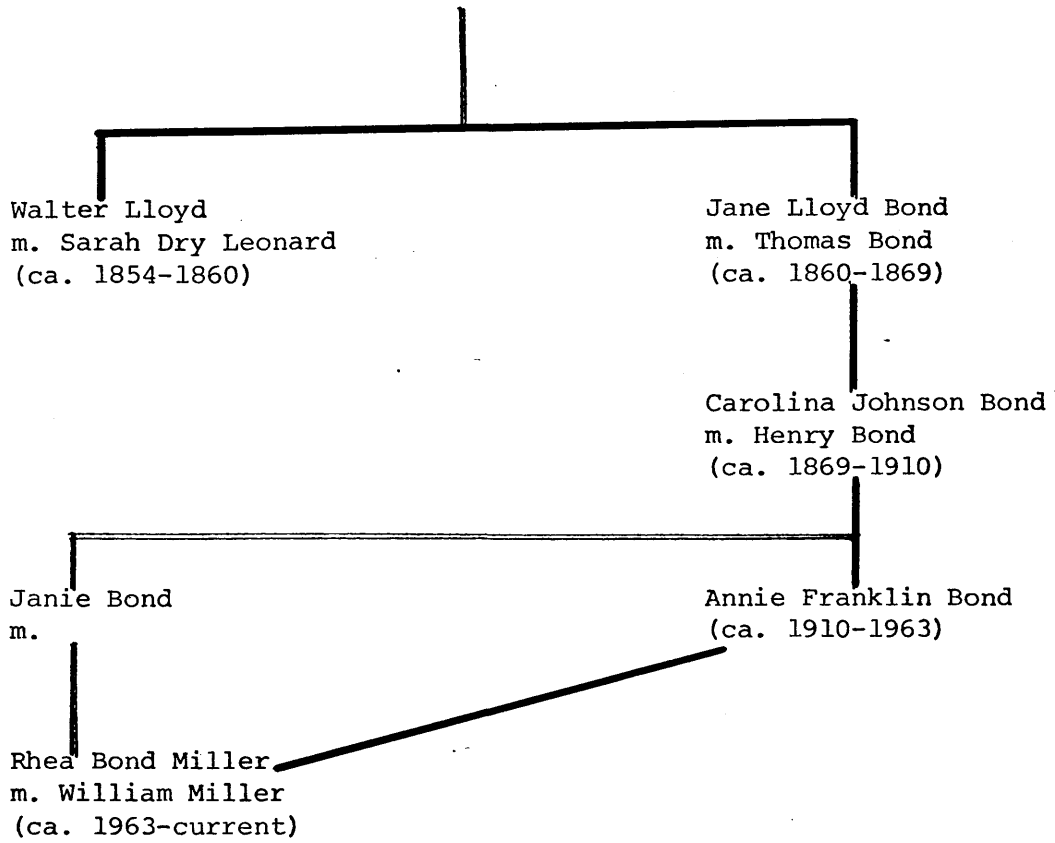 Walter Lloyd
m. Sarah Dry Leonard
(ca. 1854-1860)
Jane Lloyd Bond
m. Thomas Bond
(ca. 1860-1869)
Carolina Johnson Bond
m. Henry Bond
(ca. 1869-1910)
Janie Bond
m.
Annie Franklin Bond
(ca. 1910-1963)
Rhea Bond Miller
m. William Miller
(ca. 1963-current)